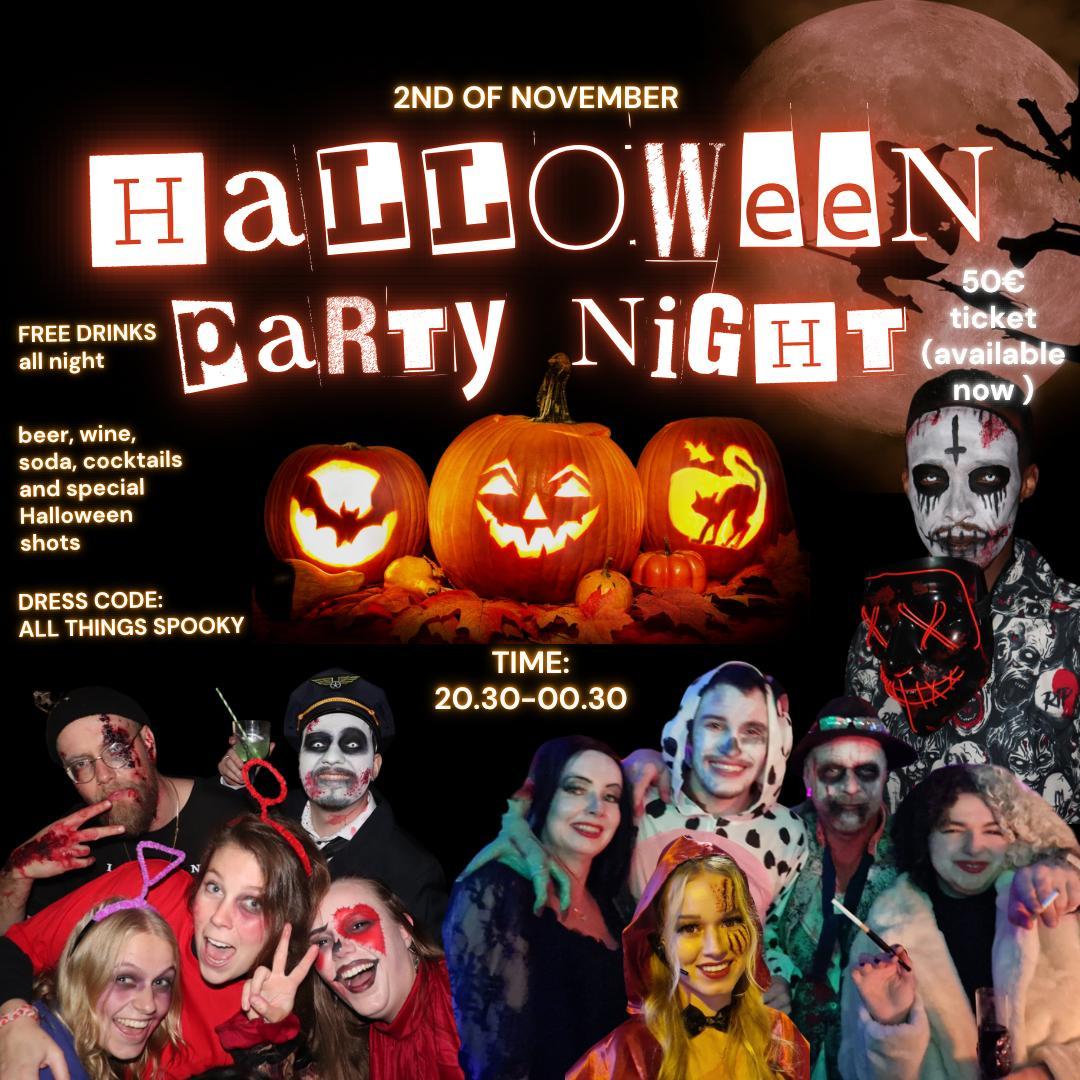 2ND OF NOVEMBER
HaLLOWeeN
PaRTy NiGHT
50€
ticket
(available
now )
FREE DRINKS
all night
beer, wine,
soda, cocktails
and special
Halloween
shots
DRESS CODE:
ALL THINGS SPOOKY
TIME:
20.30-00.30
RIP